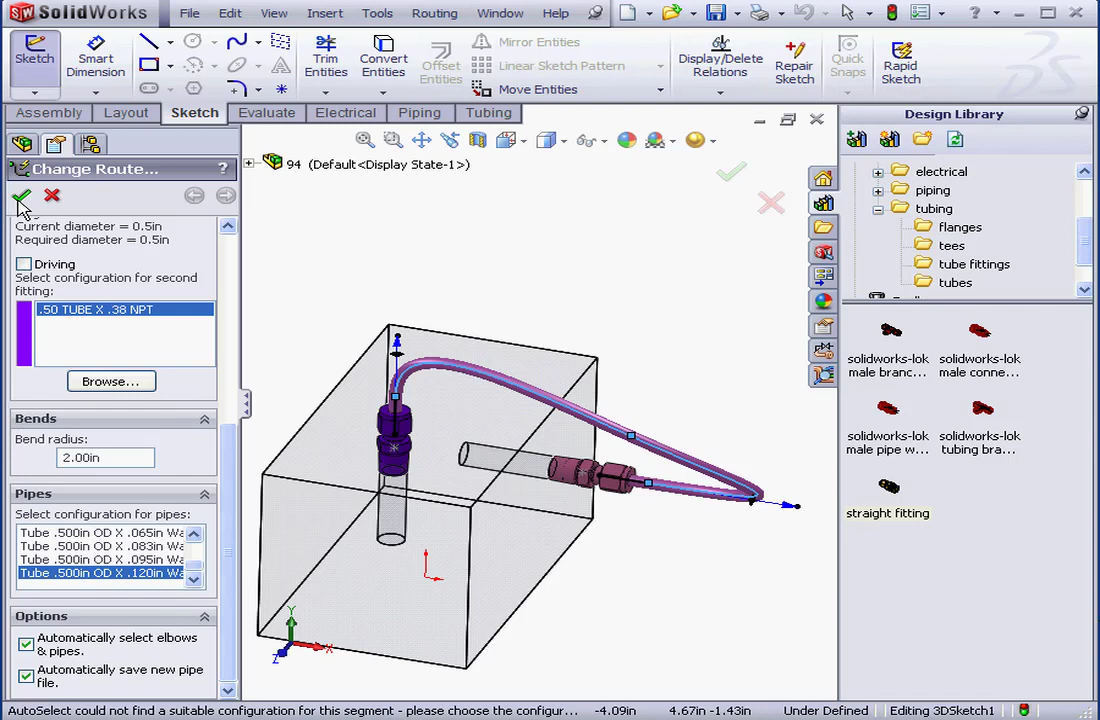 SolidWorks
File
Edit
View
Insert
Tools
Routing
Window
Help
?
Sketch
Smart
Dimension
Trim
Entities
Convert
Entities
Offset
Entities
Mirror Entities
Linear Sketch Pattern
Move Entities
Display/Delete
Relations
Repair
Sketch
Quick
Snaps
Rapid
Sketch
Assembly
Layout
Sketch
Evaluate
Electrical
Piping
Tubing
Change Route...
?
Current diameter = 0.5in
Required diameter = 0.5in
Driving
Select configuration for second
fitting:
.50 TUBE X .38 NPT
Browse...
Bends
Bend radius:
2.00in
Pipes
Select configuration for pipes:
Tube .500in OD X .065in Wa
Tube .500in OD X .083in Wa
Tube .500in OD X .095in Wa
Tube .500in OD X .120in Wa
Options
Automatically select elbows
& pipes.
Automatically save new pipe
file.
94 (Default<Display State-1>)
Y
X
Z
Design Library
electrical
piping
tubing
flanges
tees
tube fittings
tubes
solidworks-lok
male branc...
solidworks-lok
male conne...
solidworks-lok
male pipe w...
solidworks-lok
tubing bra...
straight fitting
AutoSelect could not find a suitable configuration for this segment - please choose the configur...
-4.09in
4.67in -1.43in
Under Defined
Editing 3DSketch1